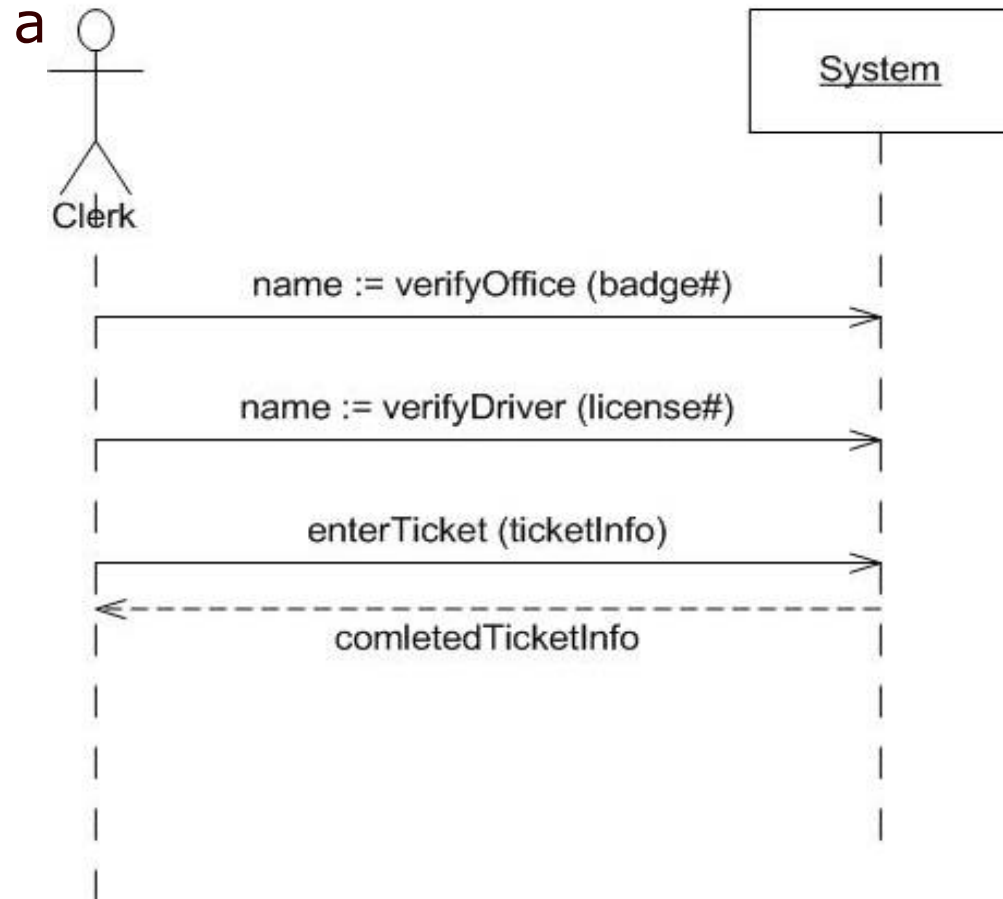 a
System
Clerk
name := verifyOffice (badge#)
name := verifyDriver (license#)
enterTicket (ticketInfo)
comletedTicketInfo